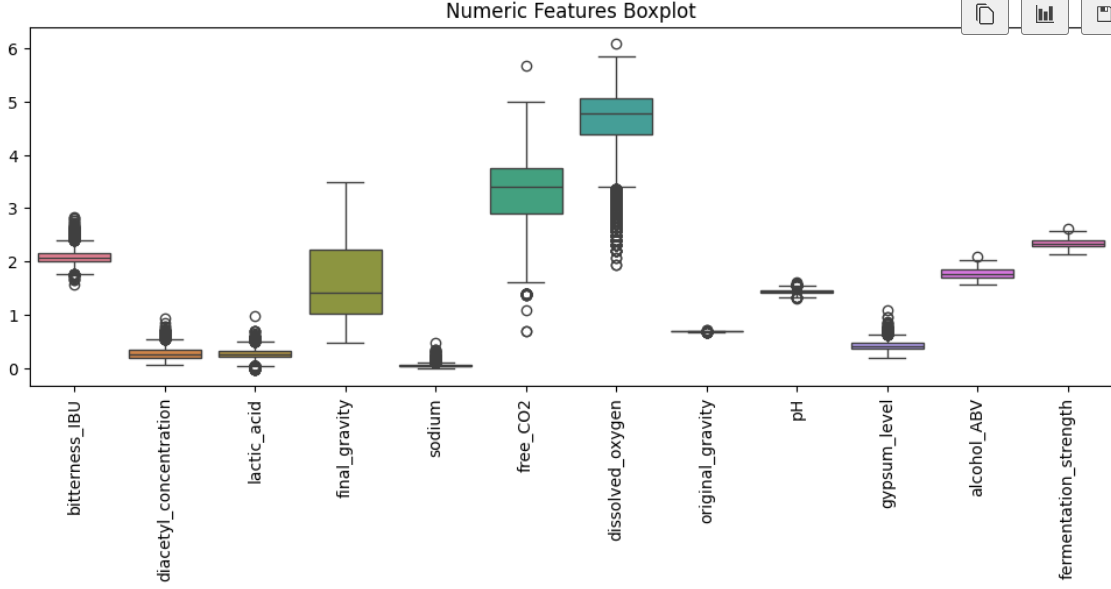 Numeric Features Boxplot
6
5
4
3
2
1
0
bitterness_IBU
diacetyl_concentration
lactic_acid
final_gravity
sodium
free_CO2
dissolved_oxygen
original_gravity
pH
gypsum_level
alcohol_ABV
fermentation_strength